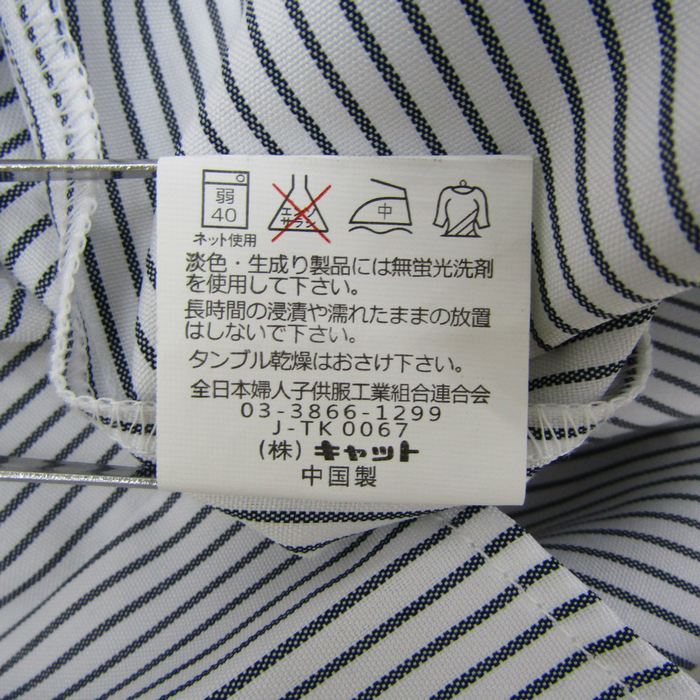 弱
40
エンソ
サラシ
中
ネット使用
淡色・生成り製品には無蛍光洗剤
を使用して下さい。
長時間の浸漬や濡れたままの放置
はしないで下さい。
タンブル乾燥はおさけ下さい。
全日本婦人子供服工業組合連合会
03-3866-1299
J-TK0067
(株) キャット
中国製